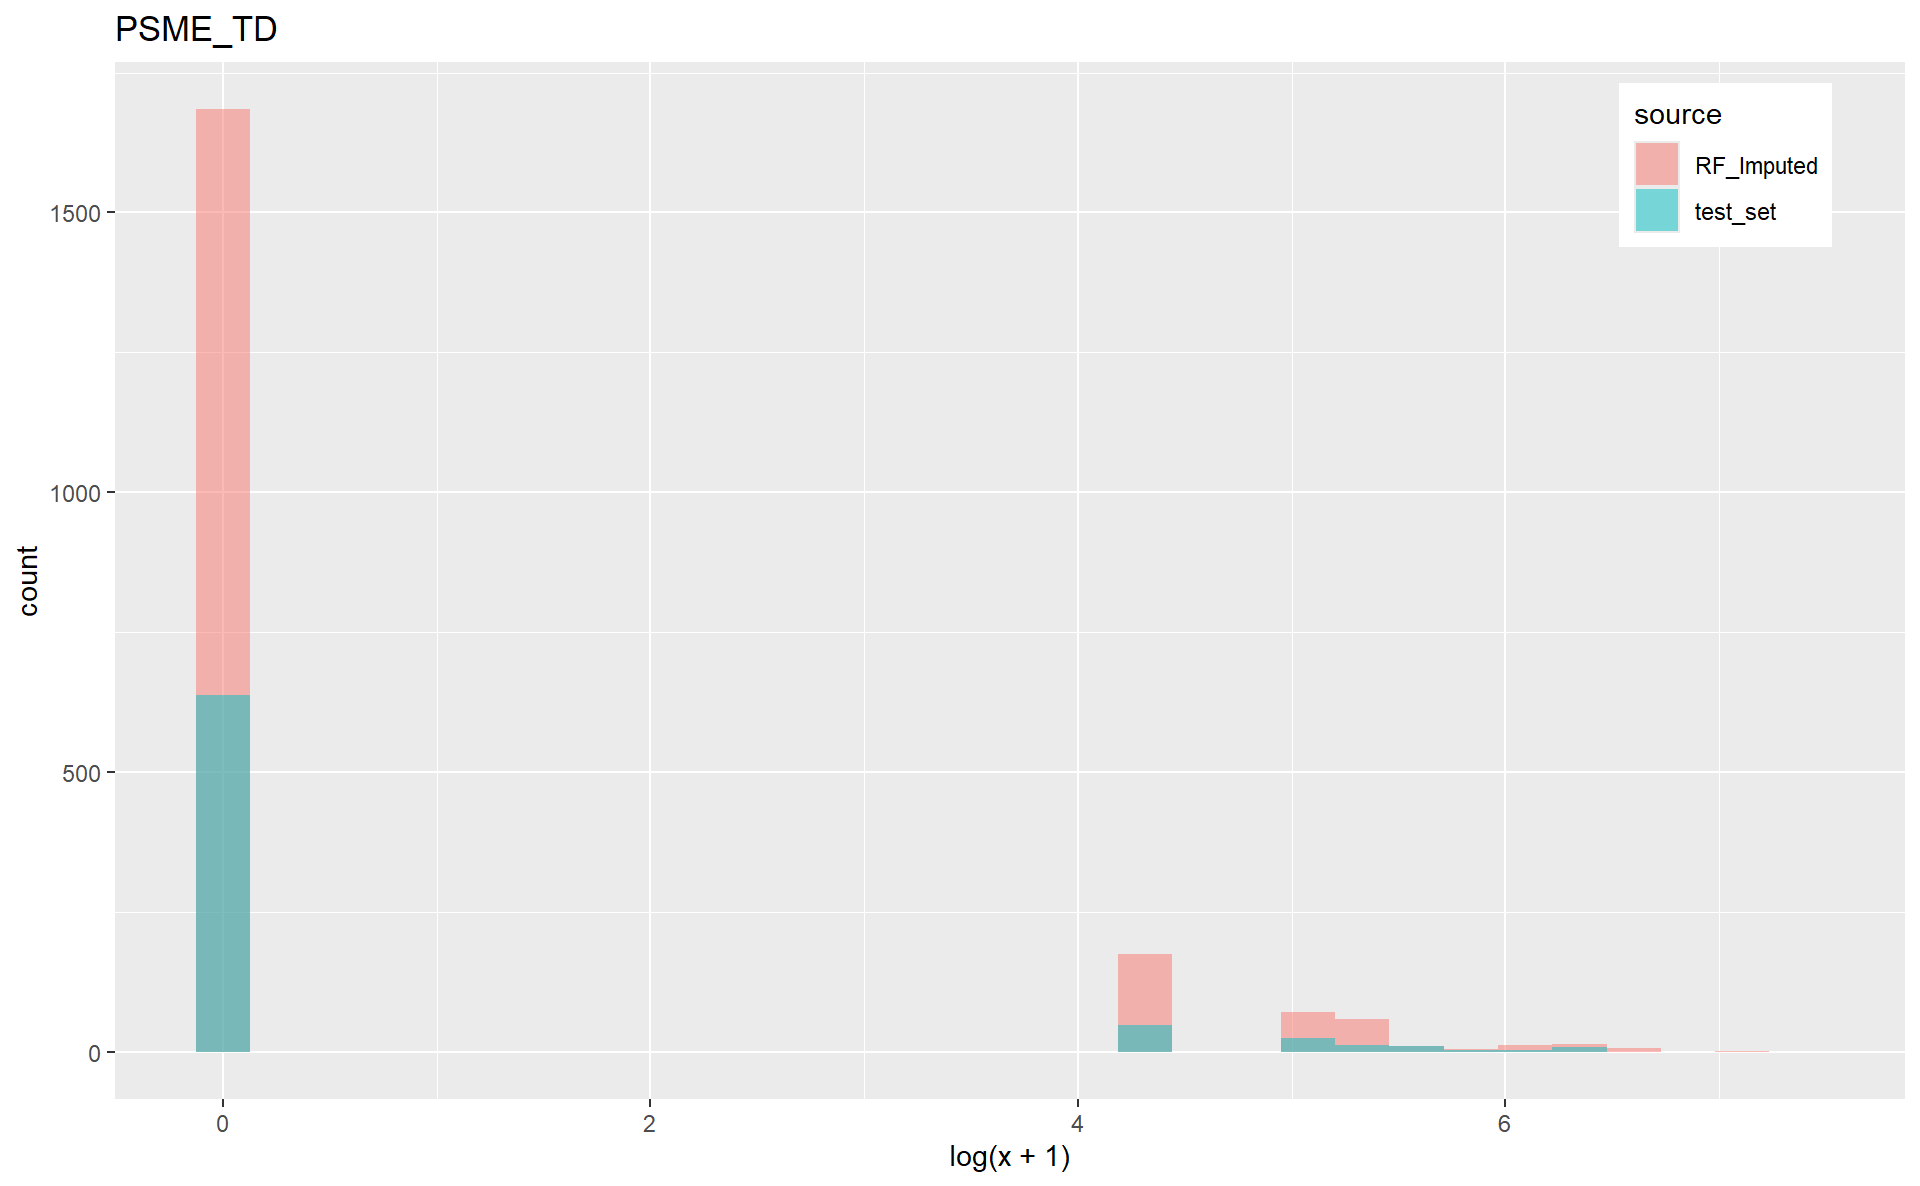 PSME_TD
source
RF_Imputed
test_set
1500
1000
500
0
count
0 2 4 6
log(x + 1)